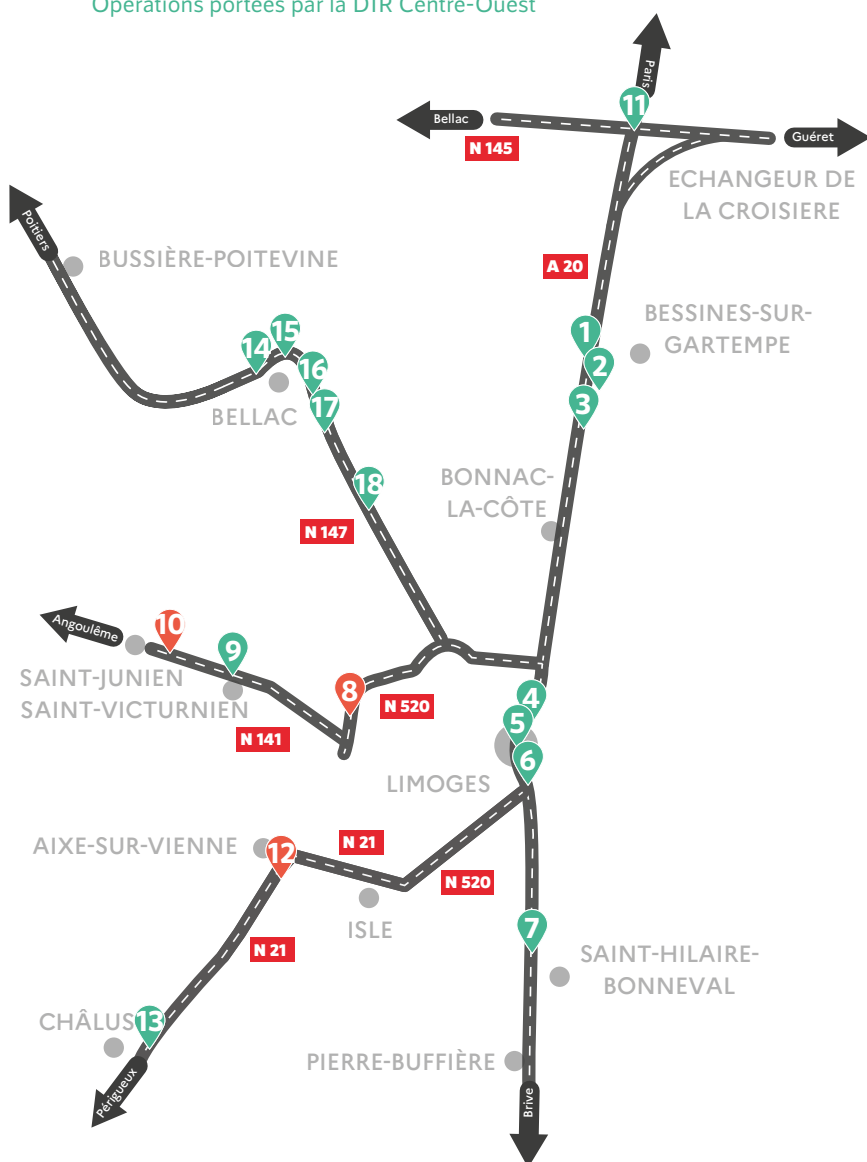 Opérations portées par la DIR Centre-Ouest
Paris
11
Bellac
Guéret
N 145
ECHANGEUR DE
LA CROISIERE
Poitiers
BUSSIÈRE-POITEVINE
A 20
BESSINES-SUR-
GARTEMPE
1
2
3
14
15
16
17
BELLAC
18
BONNAC-
LA-CÔTE
N 147
Angoulême
10
9
SAINT-JUNIEN
SAINT-VICTURNIEN
8
N 520
N 141
4
5
6
LIMOGES
AIXE-SUR-VIENNE
12
N 21
N 520
ISLE
N 21
7
SAINT-HILAIRE-
BONNEVAL
CHÂLUS
13
PIERRE-BUFFIÈRE
Périgueux
Brive